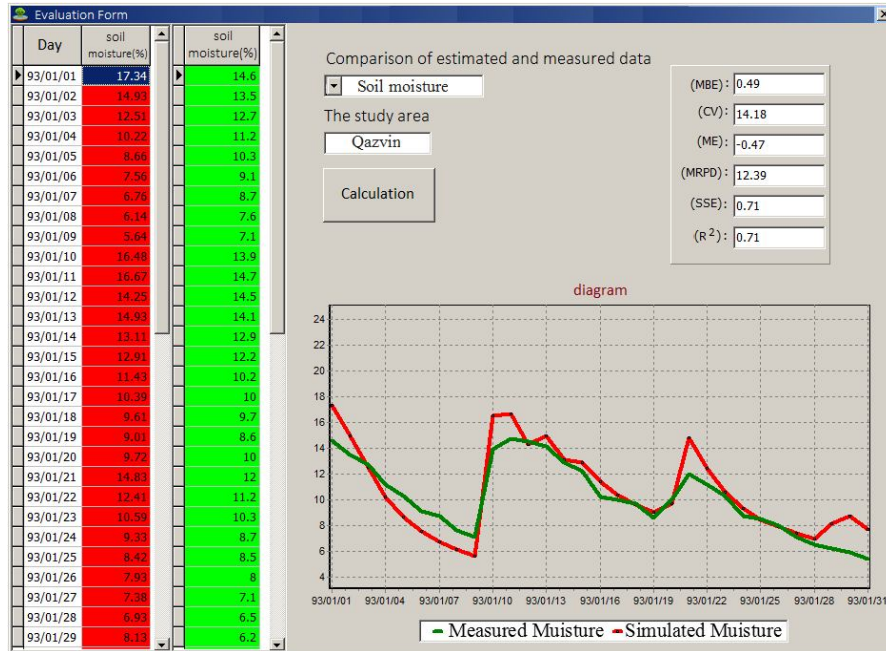 Evaluation Form
Day soil moisture(%) soil moisture(%)
93/01/01 17.34 14.6
93/01/02 14.93 13.5
93/01/03 12.51 12.7
93/01/04 10.22 11.2
93/01/05 8.66 10.3
93/01/06 7.56 9.1
93/01/07 6.76 8.7
93/01/08 6.14 7.6
93/01/09 5.64 7.1
93/01/10 16.48 13.9
93/01/11 16.67 14.7
93/01/12 14.25 14.5
93/01/13 14.93 14.1
93/01/14 13.11 12.9
93/01/15 12.91 12.2
93/01/16 11.43 10.2
93/01/17 10.39 10
93/01/18 9.61 9.7
93/01/19 9.01 8.6
93/01/20 9.72 10
93/01/21 14.83 12
93/01/22 12.41 11.2
93/01/23 10.59 10.3
93/01/24 9.33 8.7
93/01/25 8.42 8.5
93/01/26 7.93 8
93/01/27 7.38 7.1
93/01/28 6.93 6.5
93/01/29 8.13 6.2
Comparison of estimated and measured data
Soil moisture
The study area
Qazvin
Calculation
(MBE): 0.49
(CV): 14.18
(ME): -0.47
(MRPD): 12.39
(SSE): 0.71
(R²): 0.71
diagram
24
22
20
18
16
14
12
10
8
6
4
93/01/01 93/01/04 93/01/07 93/01/10 93/01/13 93/01/16 93/01/19 93/01/22 93/01/25 93/01/28 93/01/31
Measured Muisture Simulated Muisture